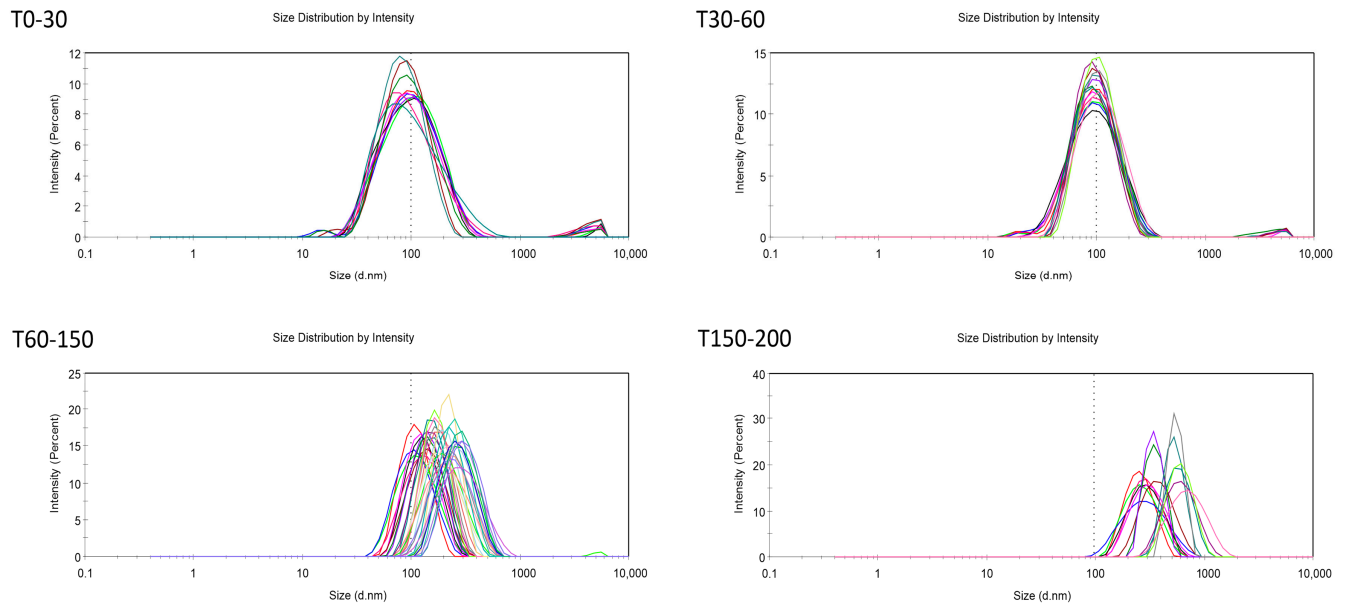 T0-30
Size Distribution by Intensity
12
10
8
6
4
2
0
Intensity (Percent)
0.1 1 10 100 1000 10,000
Size (d.nm)
T30-60
Size Distribution by Intensity
15
10
5
0
Intensity (Percent)
0.1 1 10 100 1000 10,000
Size (d.nm)
T60-150
Size Distribution by Intensity
25
20
15
10
5
0
Intensity (Percent)
0.1 1 10 100 1000 10,000
Size (d.nm)
T150-200
Size Distribution by Intensity
40
30
20
10
0
Intensity (Percent)
0.1 1 10 100 1000 10,000
Size (d.nm)